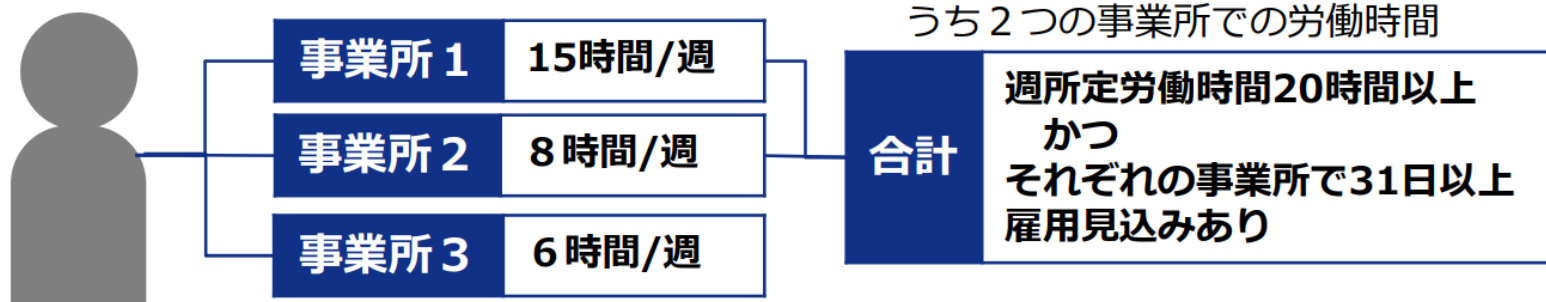 うち２つの事業所での労働時間
事業所１ 15時間/週
事業所２ ８時間/週
事業所３ ６時間/週
合計
週所定労働時間20時間以上
かつ
それぞれの事業所で31日以上
雇用見込みあり